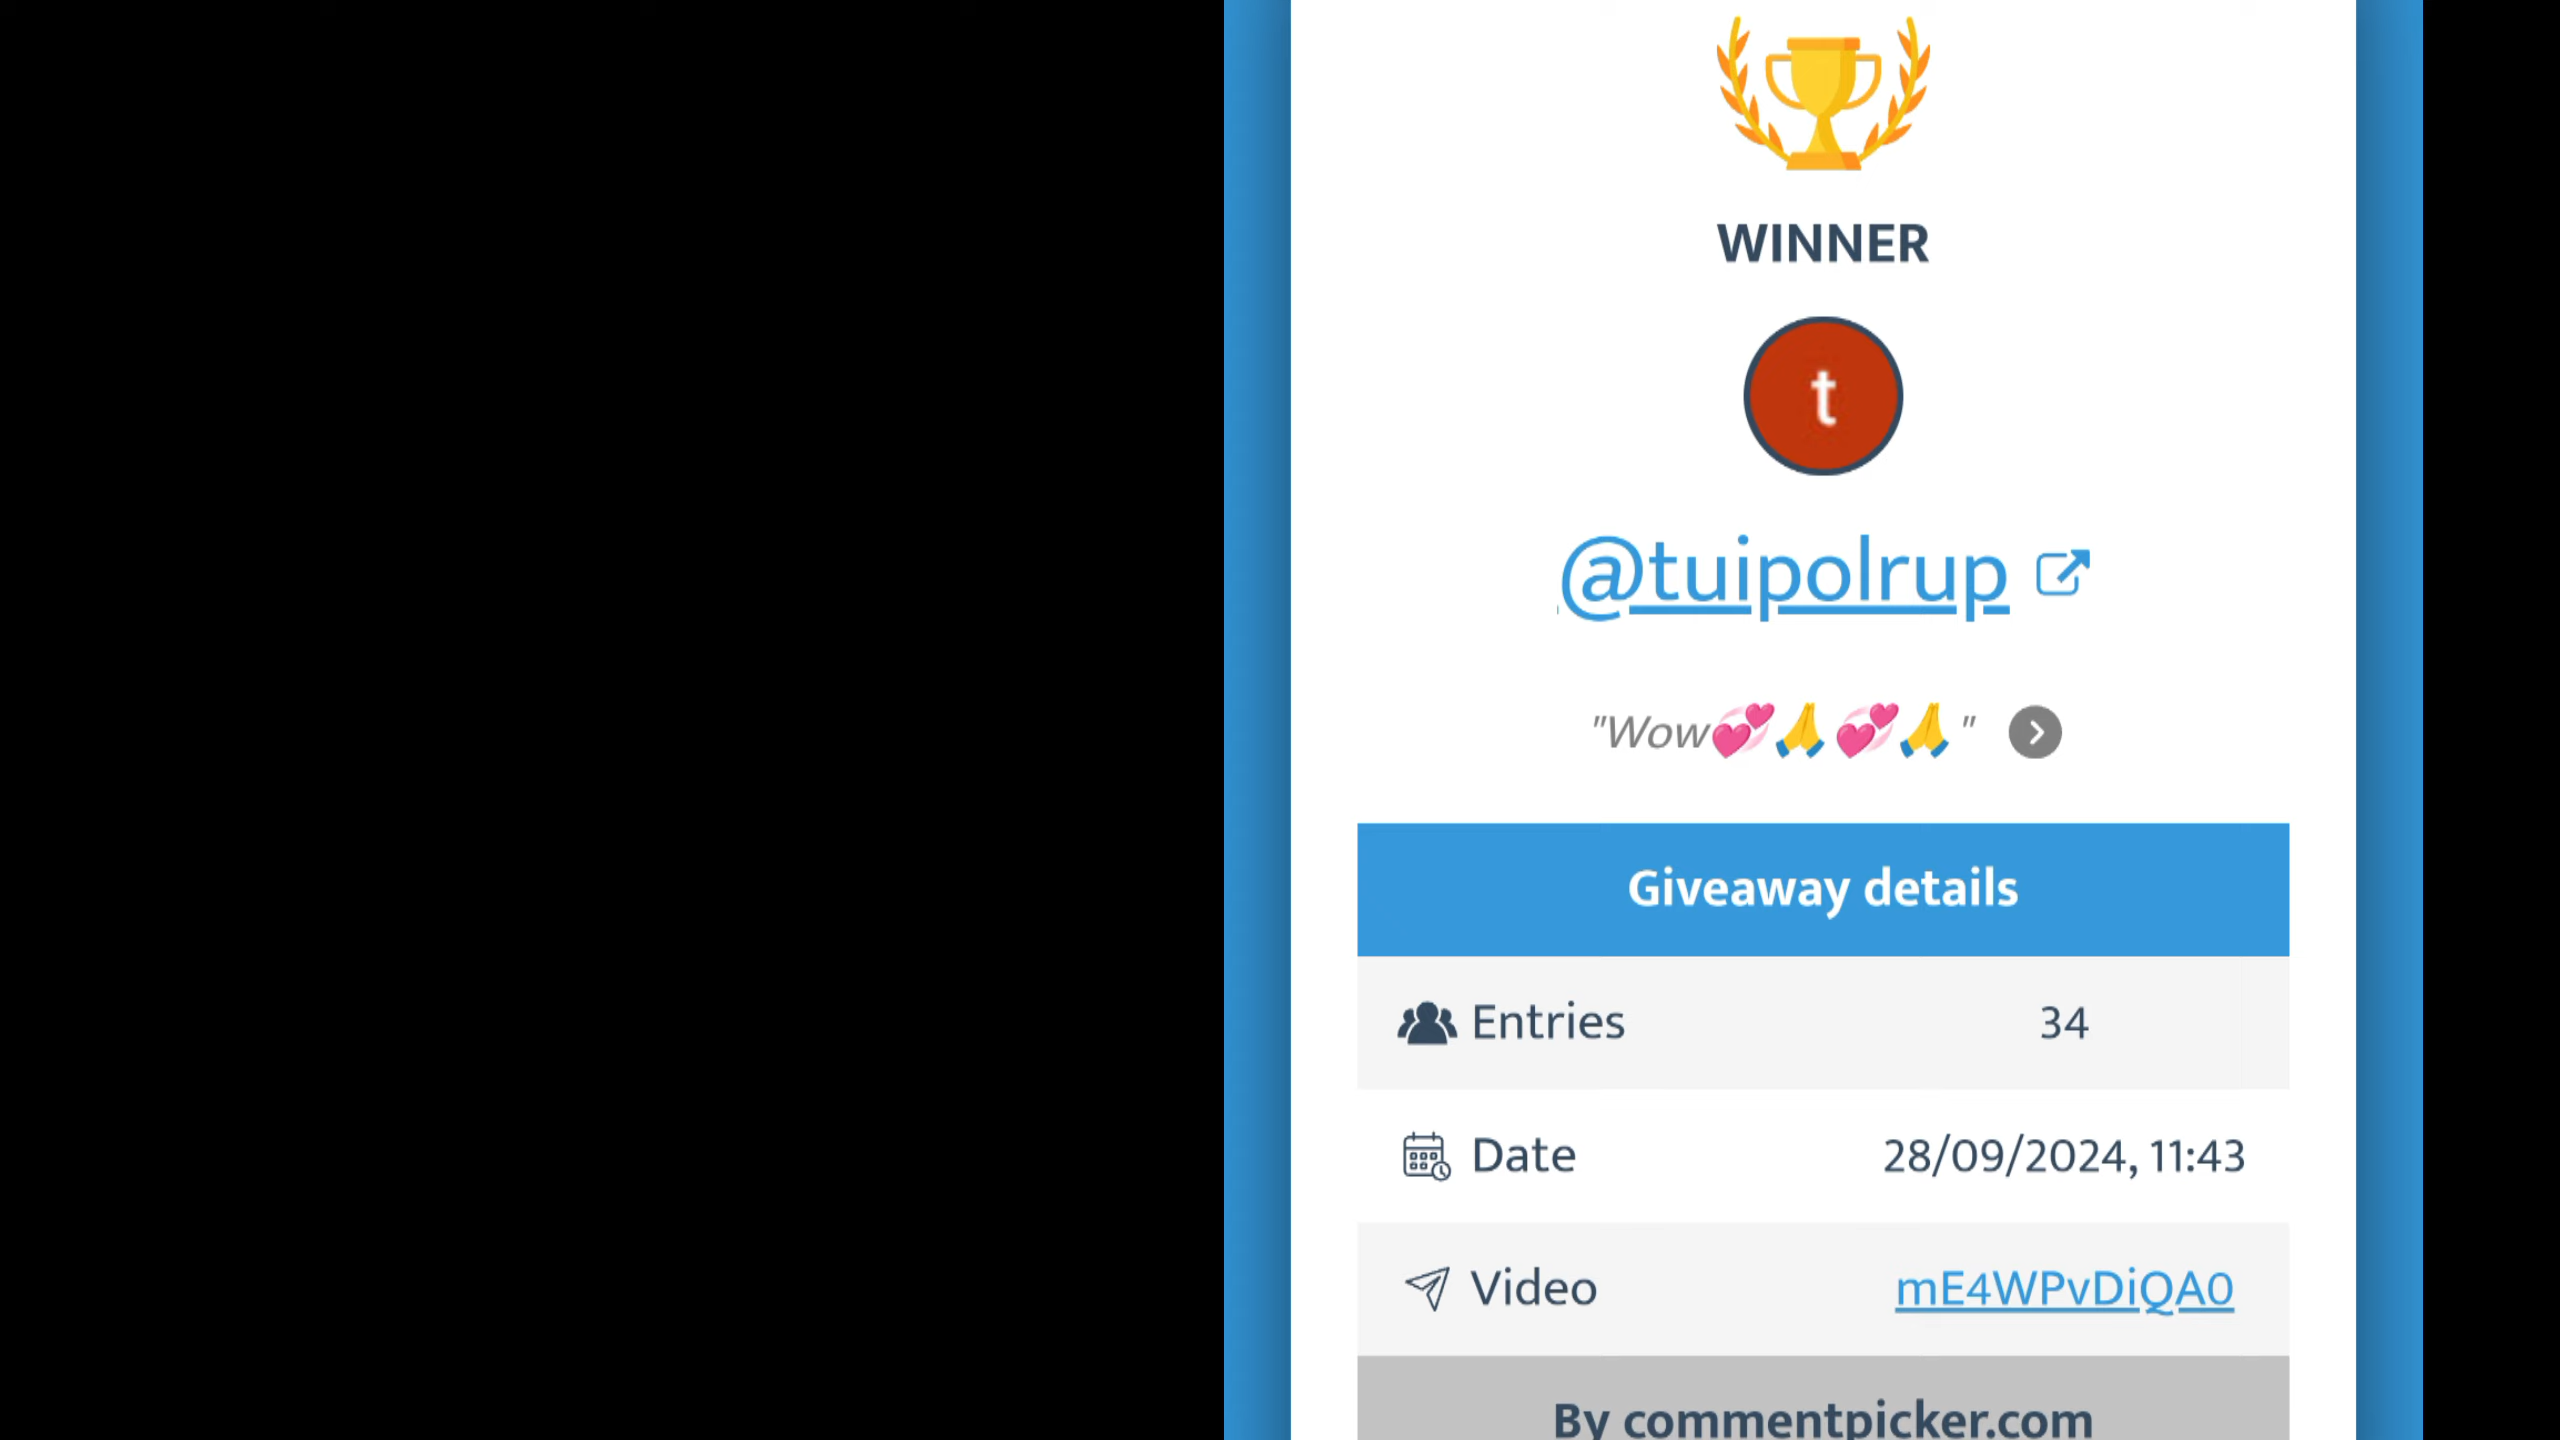 WINNER
t
@tuipolrup
"Wow💞🙏💞🙏"
Giveaway details
Entries 34
Date 28/09/2024, 11:43
Video mE4WPvDiQA0
By commentpicker.com